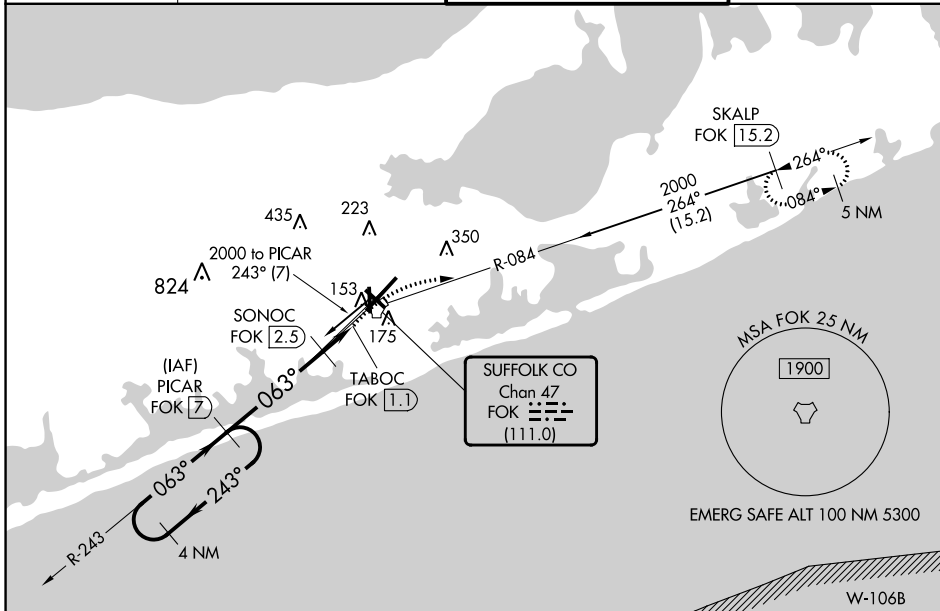 SKALP
FOK 15.2
264°
084°
5 NM
2000
264°
(15.2)
R-084
435
223
350
2000 to PICAR
243° (7)
824
153
175
SONOC
FOK 2.5
(IAF)
PICAR
FOK 7
063°
TABOC
FOK 1.1
SUFFOLK CO
Chan 47
FOK
(111.0)
MSA FOK 25 NM
1900
EMERG SAFE ALT 100 NM 5300
063°
243°
R-243
4 NM
W-106B